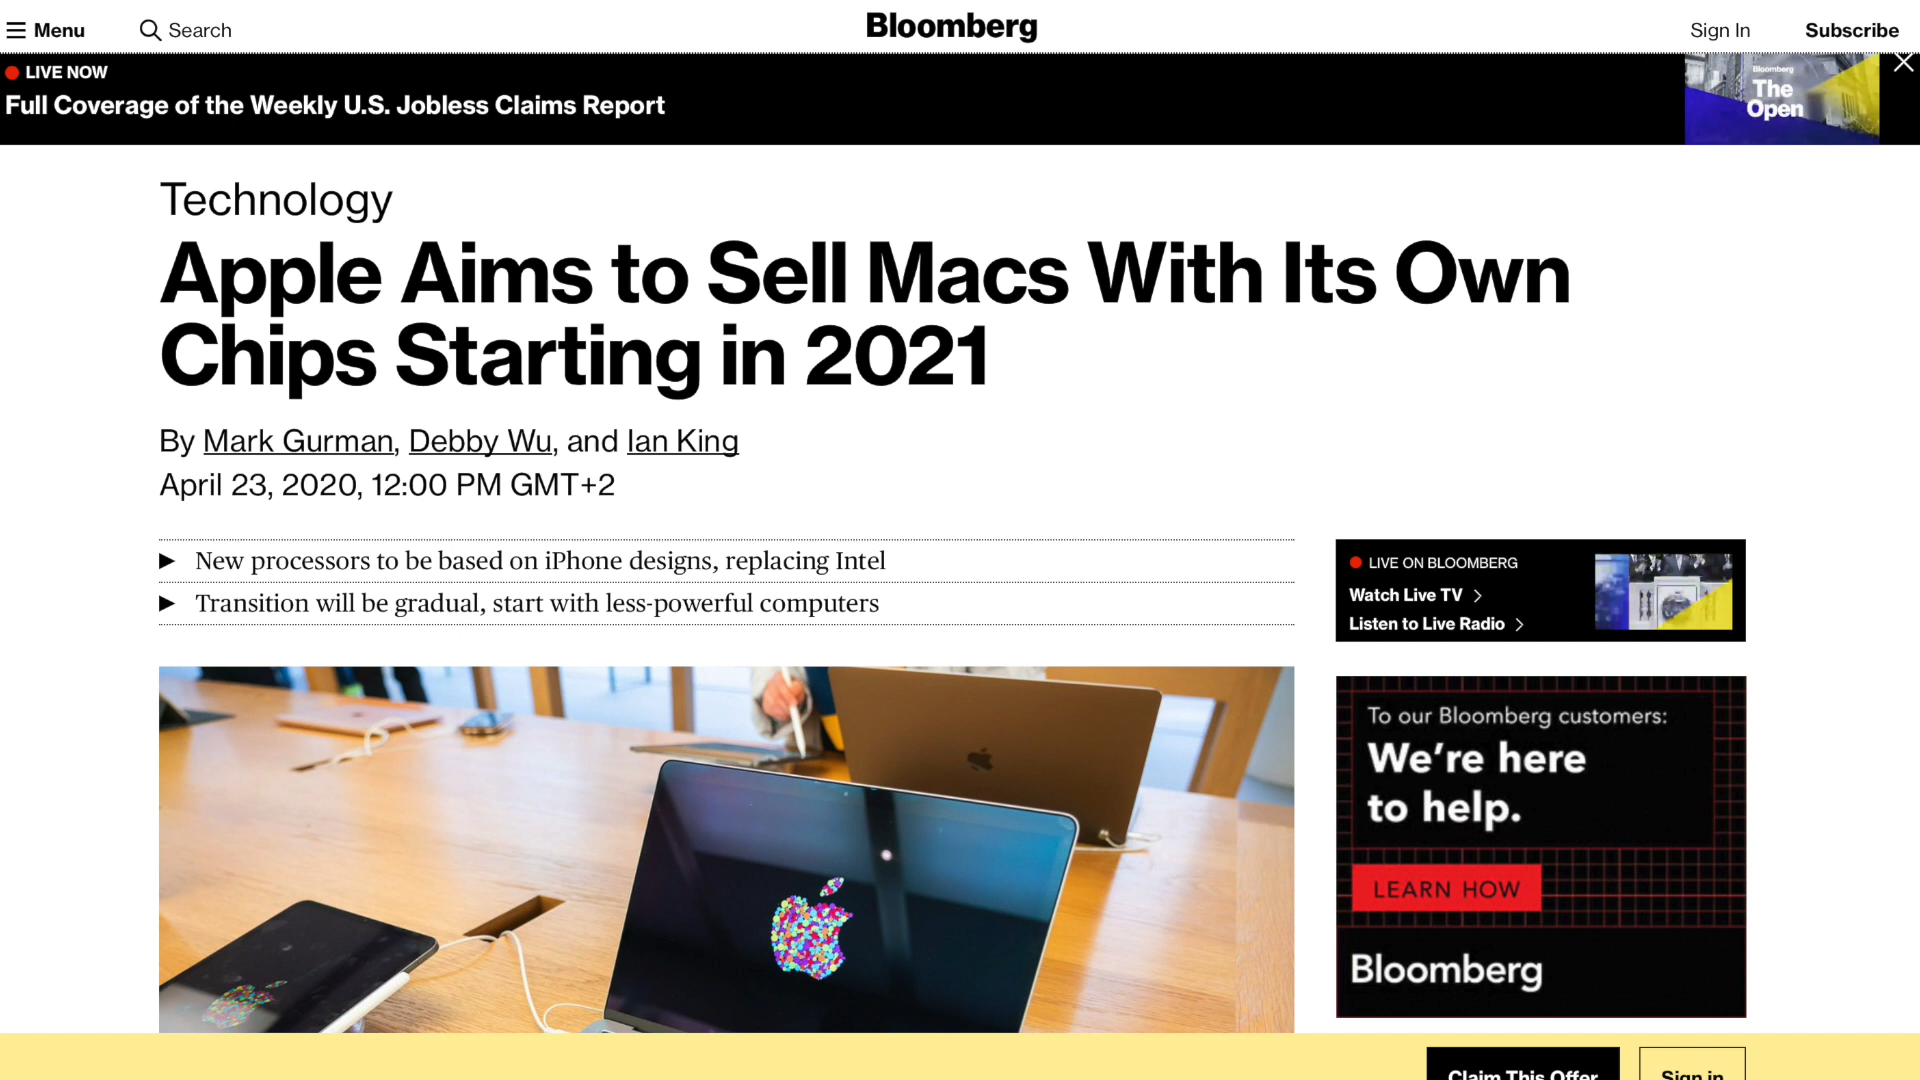 Menu
Search
Bloomberg
Sign In
Subscribe
LIVE NOW
Full Coverage of the Weekly U.S. Jobless Claims Report
Bloomberg
The
Open
Technology
Apple Aims to Sell Macs With Its Own
Chips Starting in 2021
By Mark Gurman, Debby Wu, and Ian King
April 23, 2020, 12:00 PM GMT+2
New processors to be based on iPhone designs, replacing Intel
Transition will be gradual, start with less-powerful computers
LIVE ON BLOOMBERG
Watch Live TV
Listen to Live Radio
To our Bloomberg customers:
We're here
to help.
LEARN HOW
Bloomberg
Claim This Offer
Sign in